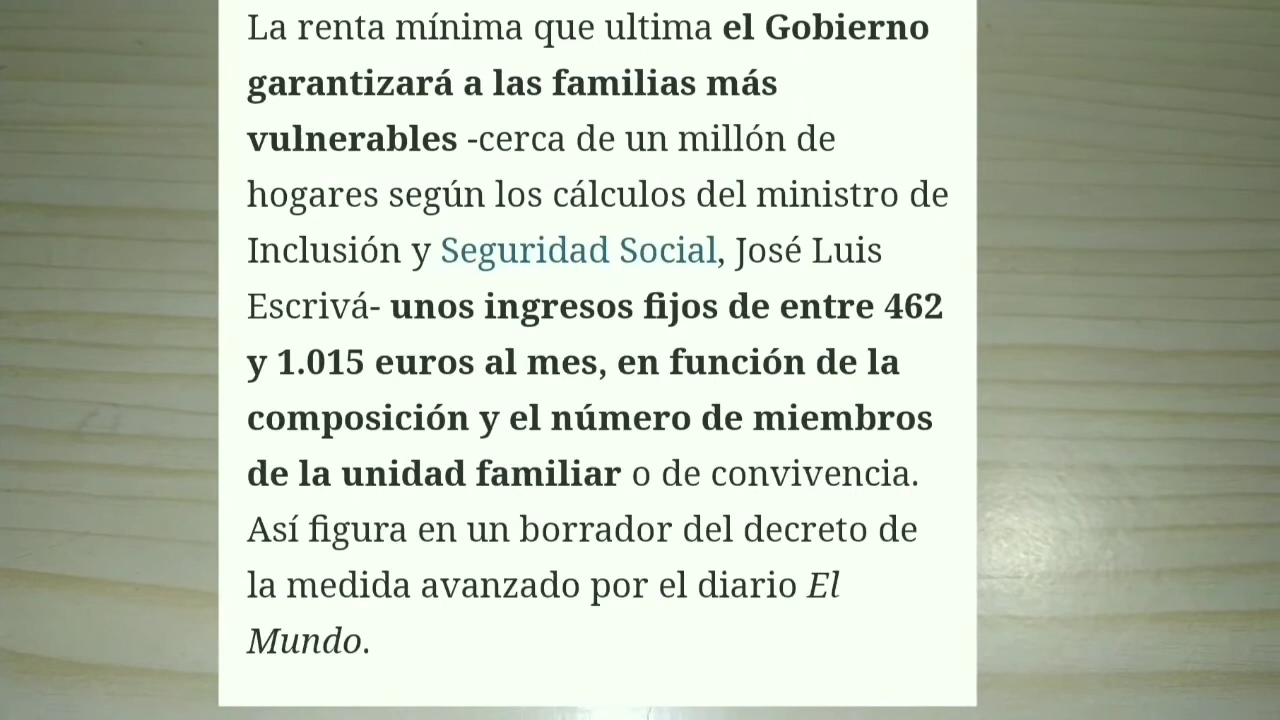 La renta mínima que ultima el Gobierno
garantizará a las familias más
vulnerables -cerca de un millón de
hogares según los cálculos del ministro de
Inclusión y Seguridad Social, José Luis
Escrivá- unos ingresos fijos de entre 462
y 1.015 euros al mes, en función de la
composición y el número de miembros
de la unidad familiar o de convivencia.
Así figura en un borrador del decreto de
la medida avanzado por el diario El
Mundo.